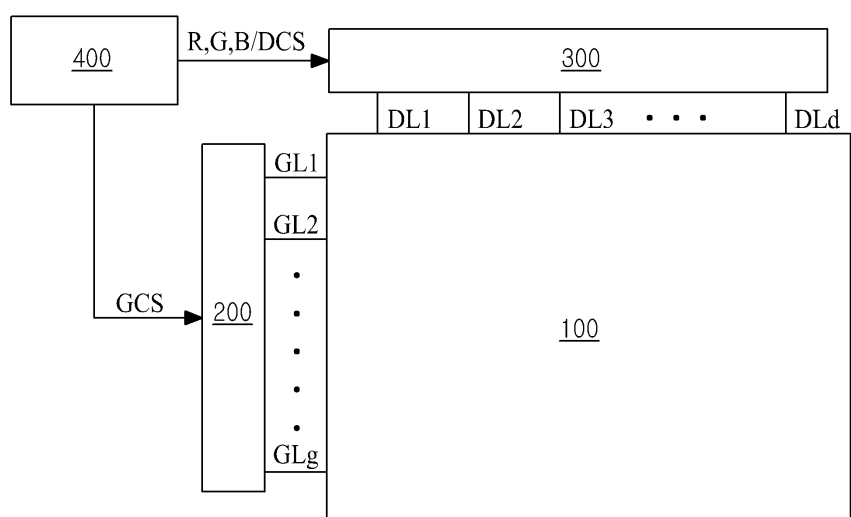 400
R,G,B/DCS
300
DL1
DL2
DL3
DLd
GL1
GL2
GCS
200
100
GLg